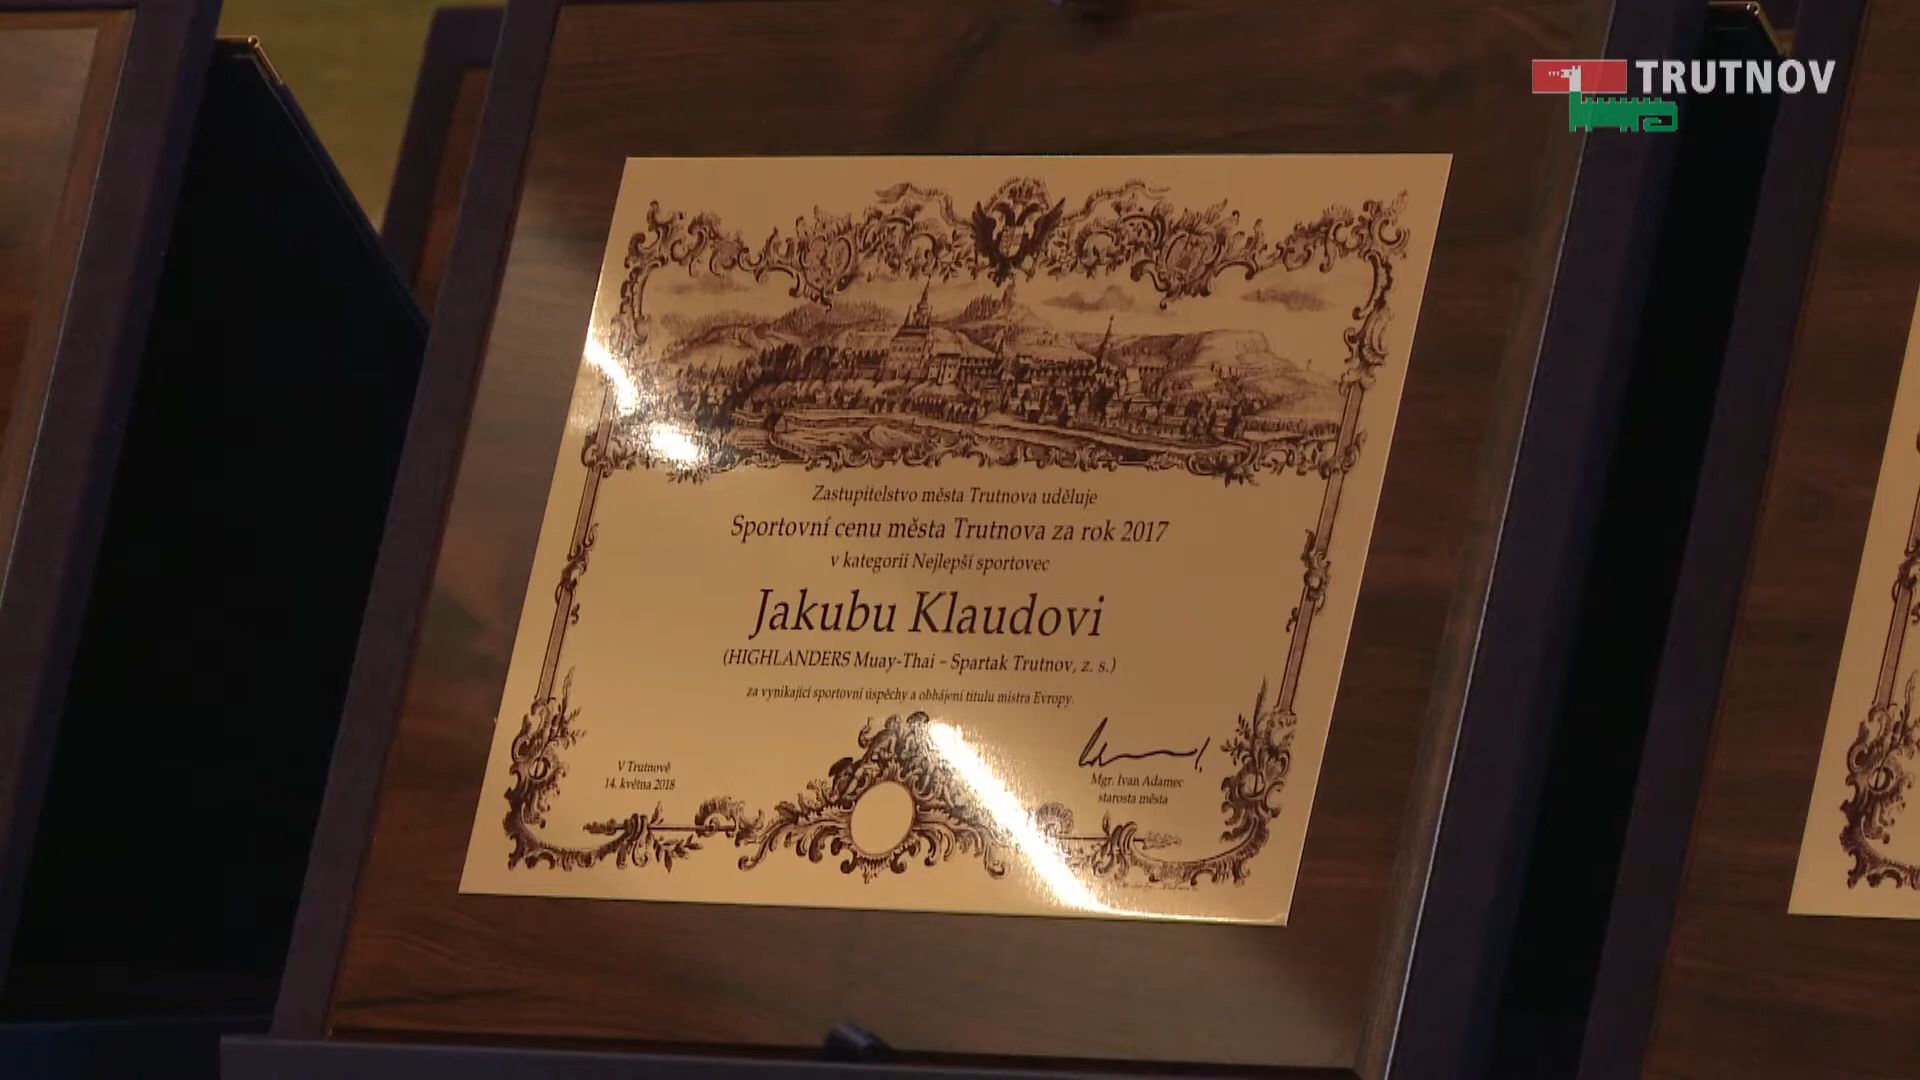 TRUTNOV
Zastupitelstvo města Trutnova uděluje
Sportovní cenu města Trutnova za rok 2017
v kategorii Nejlepší sportovec
Jakubu Klaudovi
(HIGHLANDERS Muay-Thai – Spartak Trutnov, z. s.)
za vynikající sportovní úspěchy a obhájení titulu mistra Evropy.
V Trutnově
14. května 2018
Mgr. Ivan Adamec
starosta města